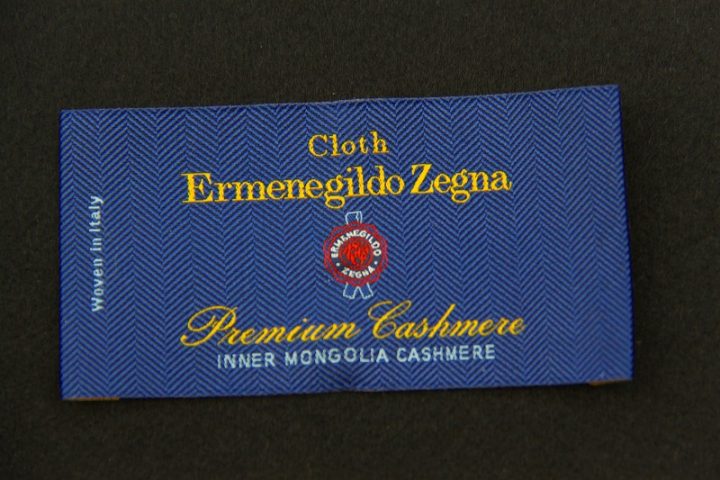 Cloth
Ermenegildo Zegna
ERMENEGILDO
ZEGNA
Premium Cashmere
INNER MONGOLIA CASHMERE
Woven in Italy